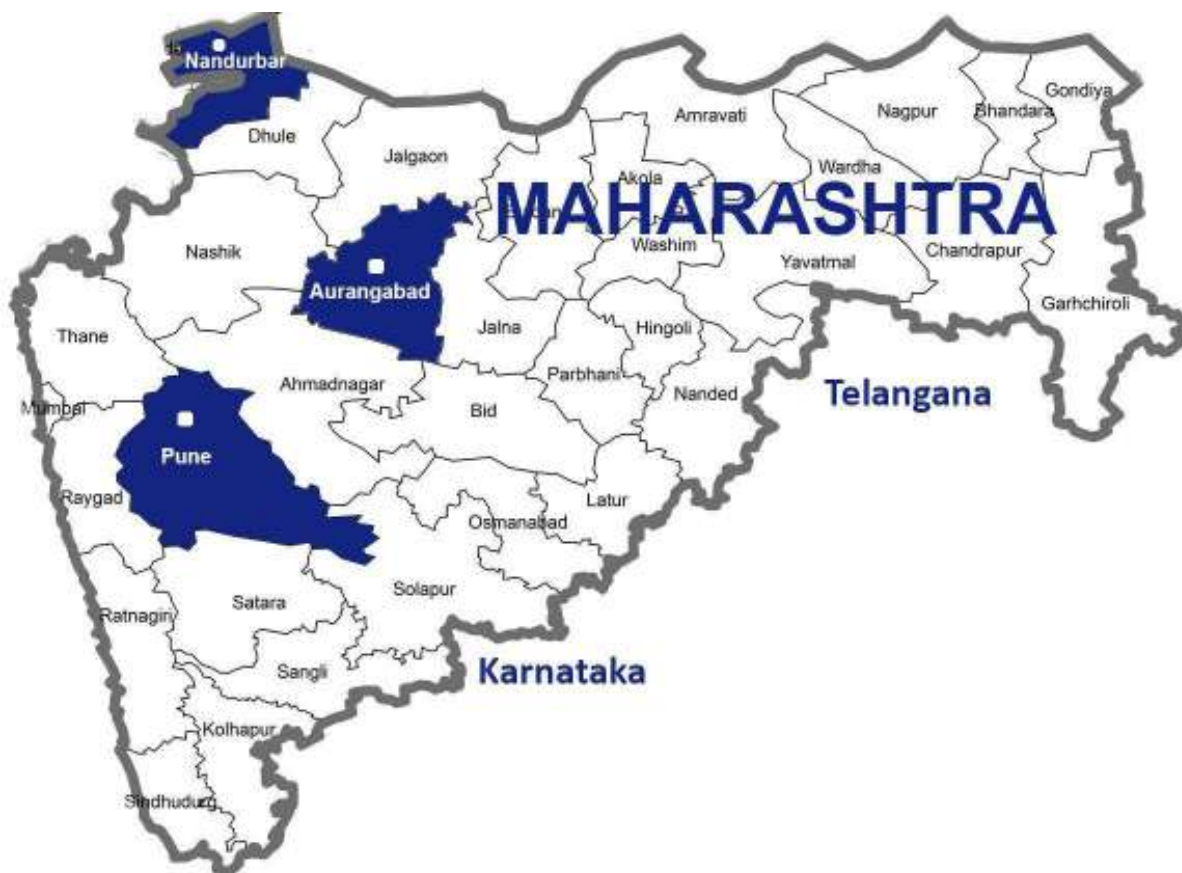 Nandurbar
Dhule
Jalgaon
Amravati
Nagpur
Bhandara
Gondiya
Akola
Wardha
MAHARASHTRA
Nashik
Washim
Yavatmal
Chandrapur
Aurangabad
Garhchiroli
Thane
Jalna
Hingoli
Ahmadnagar
Parbhani
Nanded
Telangana
Mumbai
Bid
Pune
Raygad
Latur
Osmanabad
Solapur
Satara
Ratnagiri
Sangli
Karnataka
Kolhapur
Sindhudurg